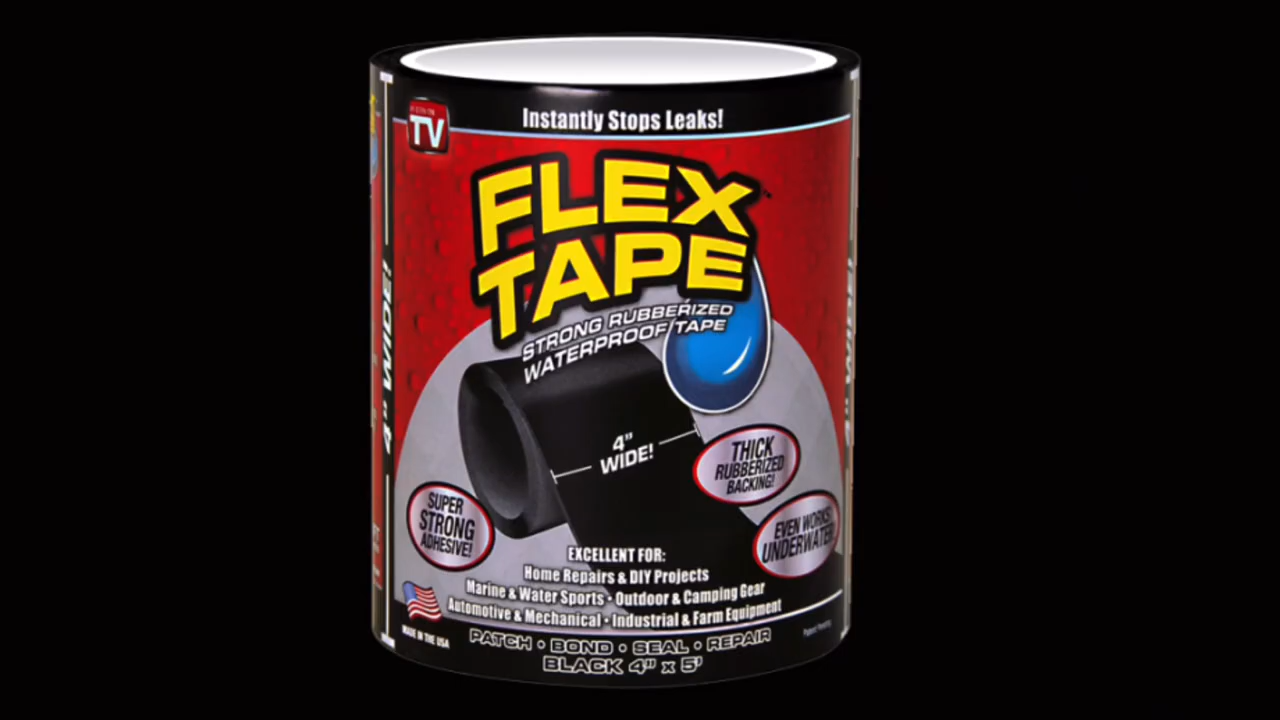 Instantly Stops Leaks!
TV
FLEX
TAPE
STRONG RUBBERIZED
WATERPROOF TAPE
4" WIDE!
4"
WIDE!
THICK
RUBBERIZED
BACKING!
SUPER
STRONG
ADHESIVE!
EVEN WORKS
UNDERWATER
EXCELLENT FOR:
Home Repairs & DIY Projects
Marine & Water Sports • Outdoor & Camping Gear
Automotive & Mechanical • Industrial & Farm Equipment
MADE IN THE USA
Patent Pending
PATCH • BOND • SEAL • REPAIR
BLACK 4" x 5'